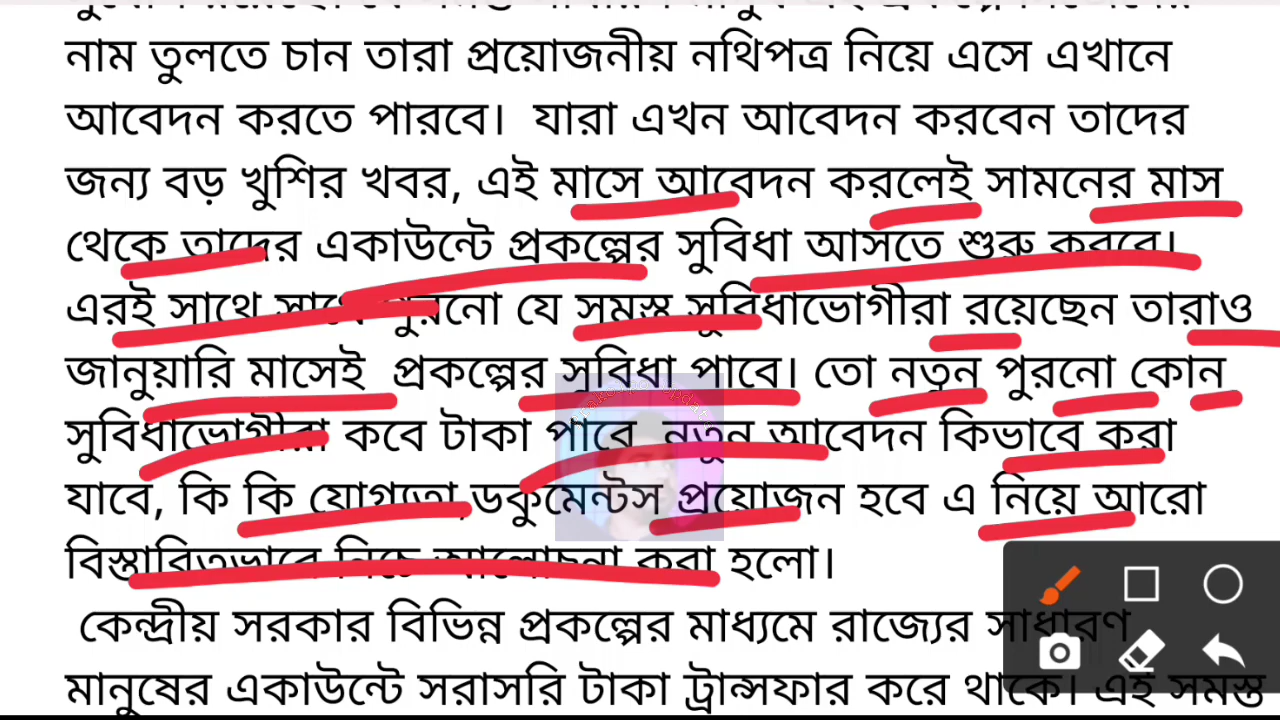 নাম তুলতে চান তারা প্রয়োজনীয় নথিপত্র নিয়ে এসে এখানে
আবেদন করতে পারবে। যারা এখন আবেদন করবেন তাদের
জন্য বড় খুশির খবর, এই মাসে আবেদন করলেই সামনের মাস
থেকে তাদের একাউন্টে প্রকল্পের সুবিধা আসতে শুরু করবে।
এরই সাথে সাথে পুরনো যে সমস্ত সুবিধাভোগীরা রয়েছেন তারাও
জানুয়ারি মাসেই প্রকল্পের সুবিধা পাবে। তো নতুন পুরনো কোন
সুবিধাভোগীরা কবে টাকা পাবে নতুন আবেদন কিভাবে করা
যাবে, কি কি যোগ্যতা ডকুমেন্টস প্রয়োজন হবে এ নিয়ে আরো
বিস্তারিতভাবে নিচে আলোচনা করা হলো।
কেন্দ্রীয় সরকার বিভিন্ন প্রকল্পের মাধ্যমে রাজ্যের সাধারণ
মানুষের একাউন্টে সরাসরি টাকা ট্রান্সফার করে থাকে। এই সমস্ত